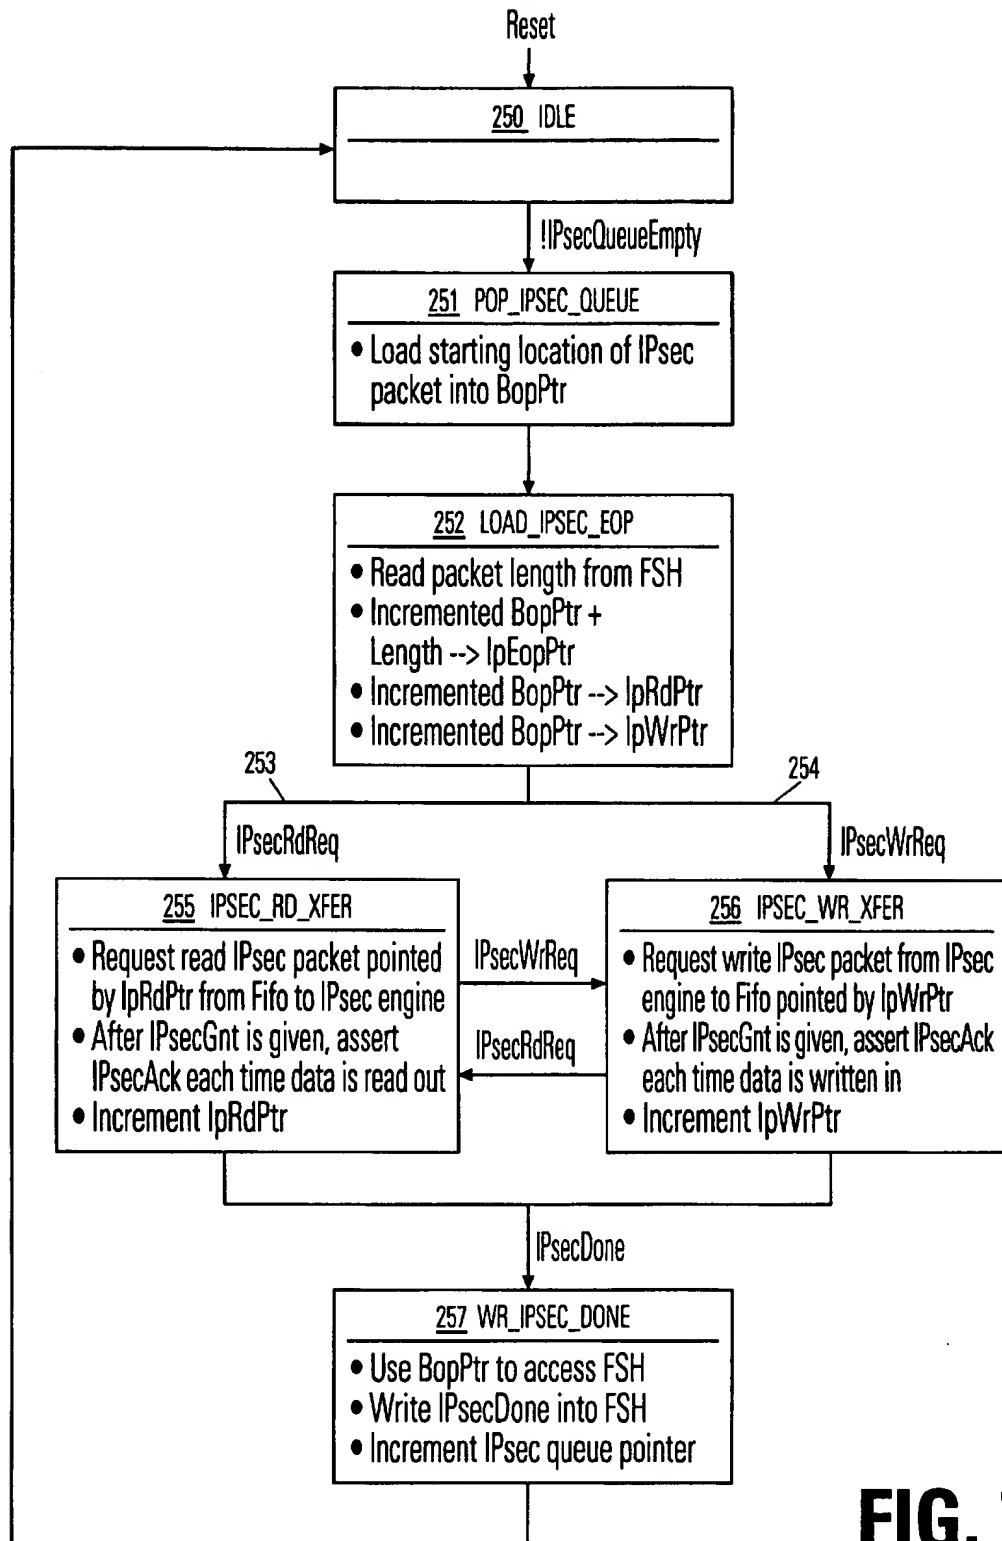 Reset
250 IDLE
!IPsecQueueEmpty
251 POP_IPSEC_QUEUE
• Load starting location of IPsec
packet into BopPtr
252 LOAD_IPSEC_EOP
• Read packet length from FSH
• Incremented BopPtr +
Length --> IpEopPtr
• Incremented BopPtr --> IpRdPtr
• Incremented BopPtr --> IpWrPtr
253
254
IPsecRdReq
IPsecWrReq
255 IPSEC_RD_XFER
• Request read IPsec packet pointed
by IpRdPtr from Fifo to IPsec engine
• After IPsecGnt is given, assert
IPsecAck each time data is read out
• Increment IpRdPtr
IPsecWrReq
IPsecRdReq
256 IPSEC_WR_XFER
• Request write IPsec packet from IPsec
engine to Fifo pointed by IpWrPtr
• After IPsecGnt is given, assert IPsecAck
each time data is written in
• Increment IpWrPtr
IPsecDone
257 WR_IPSEC_DONE
• Use BopPtr to access FSH
• Write IPsecDone into FSH
• Increment IPsec queue pointer
FIG.